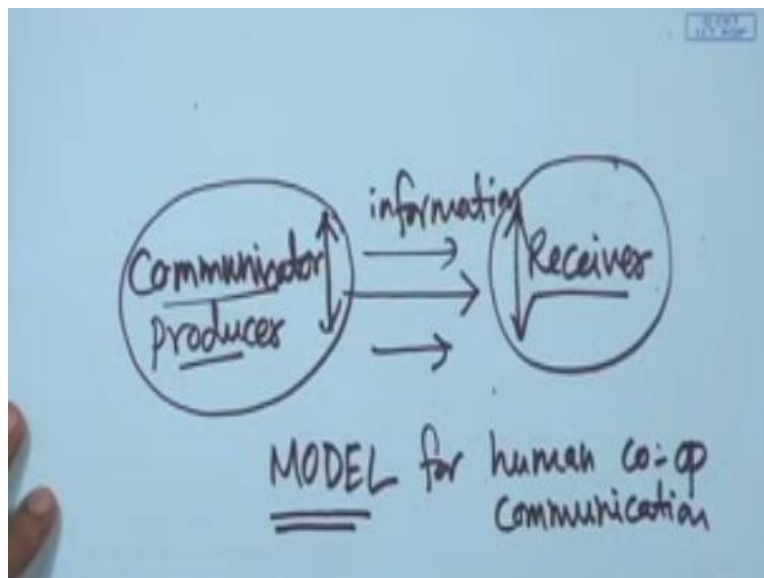 information
Communicator
Producer
Receiver
MODEL for human co-op
communication